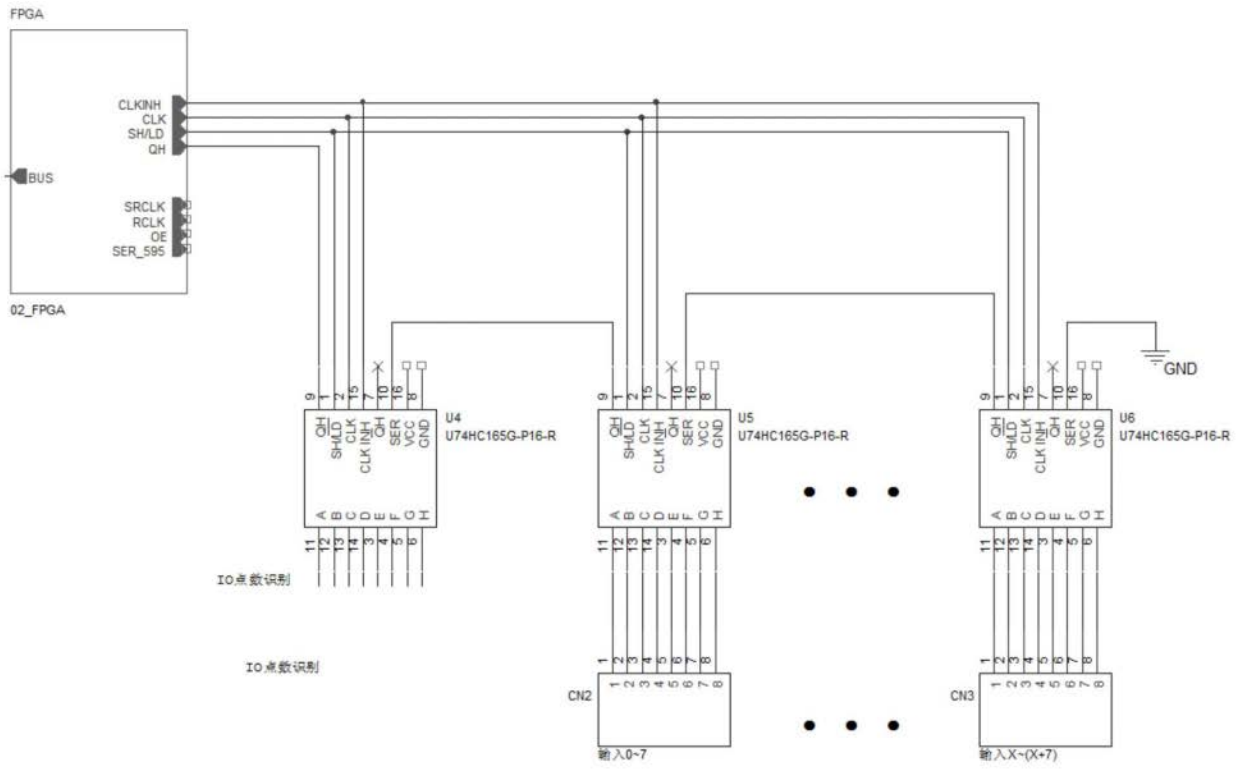 FPGA
CLKINH
CLK
SH/LD
QH
BUS
SRCLK
RCLK
OE
SER_595
02_FPGA
GND
9 1 2 15 7 10 16 8
9 1 2 15 7 10 16 8
9 1 2 15 7 10 16 8
QH SH/LD CLK CLK INH QH SER VCC GND
U4
U74HC165G-P16-R
QH SH/LD CLK CLK INH QH SER VCC GND
U5
U74HC165G-P16-R
QH SH/LD CLK CLK INH QH SER VCC GND
U6
U74HC165G-P16-R
A B C D E F G H
A B C D E F G H
A B C D E F G H
11 12 13 14 3 4 5 6
11 12 13 14 3 4 5 6
11 12 13 14 3 4 5 6
IO点数识别
IO点数识别
1 2 3 4 5 6 7 8
1 2 3 4 5 6 7 8
CN2
1 2 3 4 5 6 7 8
CN3
1 2 3 4 5 6 7 8
输入0~7
输入X~(X+7)